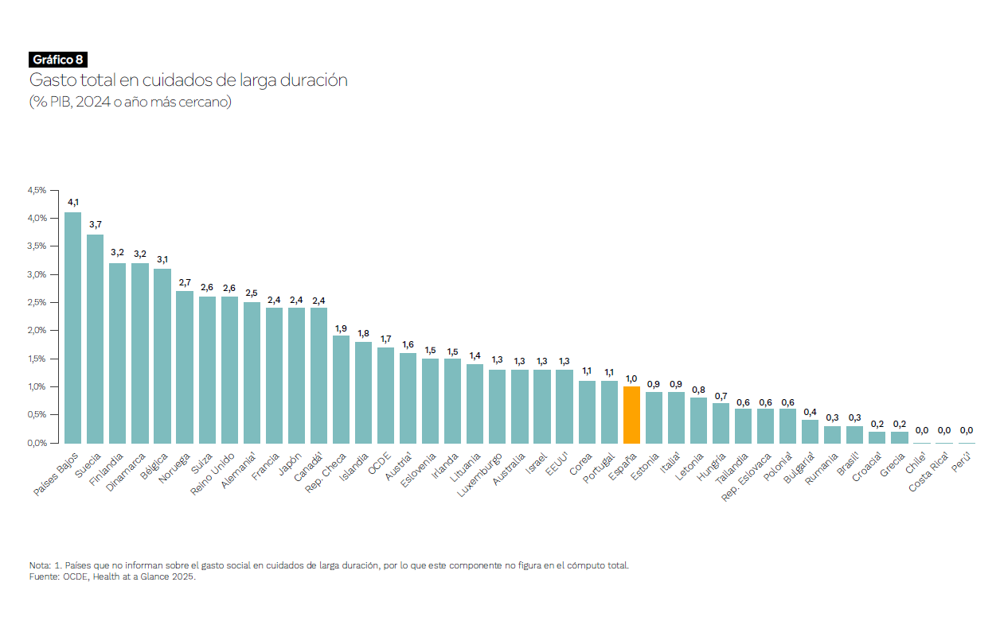 Gráfico 8
Gasto total en cuidados de larga duración
(% PIB, 2024 o año más cercano)
4,5%
4,0%
3,5%
3,0%
2,5%
2,0%
1,5%
1,0%
0,5%
0,0%
4,1
3,7
3,2
3,2
3,1
2,7
2,6
2,6
2,5
2,4
2,4
2,4
1,9
1,8
1,7
1,6
1,5
1,5
1,4
1,3
1,3
1,3
1,3
1,1
1,1
1,0
0,9
0,9
0,8
0,7
0,6
0,6
0,6
0,4
0,3
0,3
0,2
0,2
0,0
0,0
0,0
Países Bajos
Suecia
Finlandia
Dinamarca
Bélgica
Noruega
Suiza
Reino Unido
Alemania¹
Francia
Japón
Canadá¹
Rep. Checa
Islandia
OCDE
Austria¹
Eslovenia
Irlanda
Lituania
Luxemburgo
Australia
Israel
EEUU¹
Corea
Portugal
España
Estonia
Italia¹
Letonia
Hungría
Tailandia
Rep. Eslovaca
Polonia¹
Bulgaria¹
Rumanía
Brasil¹
Croacia¹
Grecia
Chile¹
Costa Rica¹
Perú¹
Nota: 1. Países que no informan sobre el gasto social en cuidados de larga duración, por lo que este componente no figura en el cómputo total.
Fuente: OCDE, Health at a Glance 2025.